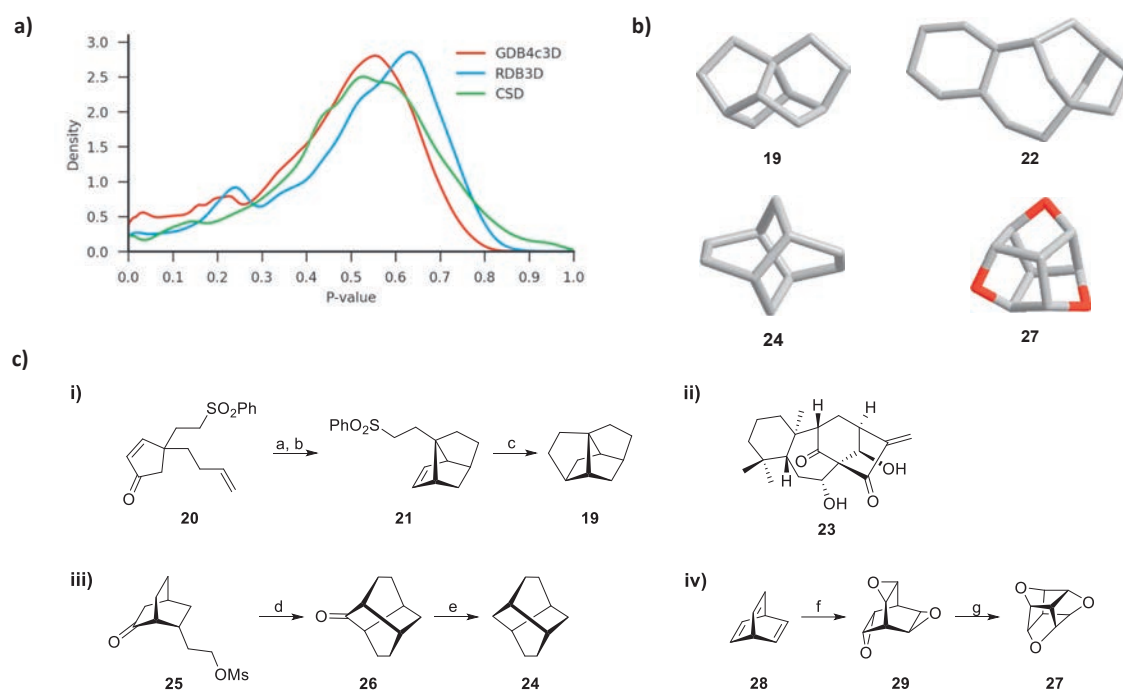 a)
3.0
2.5
2.0
1.5
1.0
0.5
0.0
Density
0.0 0.1 0.2 0.3 0.4 0.5 0.6 0.7 0.8 0.9 1.0
P-value
GDB4c3D
RDB3D
CSD
b)
19
22
24
27
c)
i)
SO2Ph
O
20
a, b
PhO2S
21
c
19
ii)
H
H
O
OH
H
OH
O
23
iii)
O
OMs
25
d
O
26
e
24
iv)
28
f
O
O
O
29
g
O
O
O
27